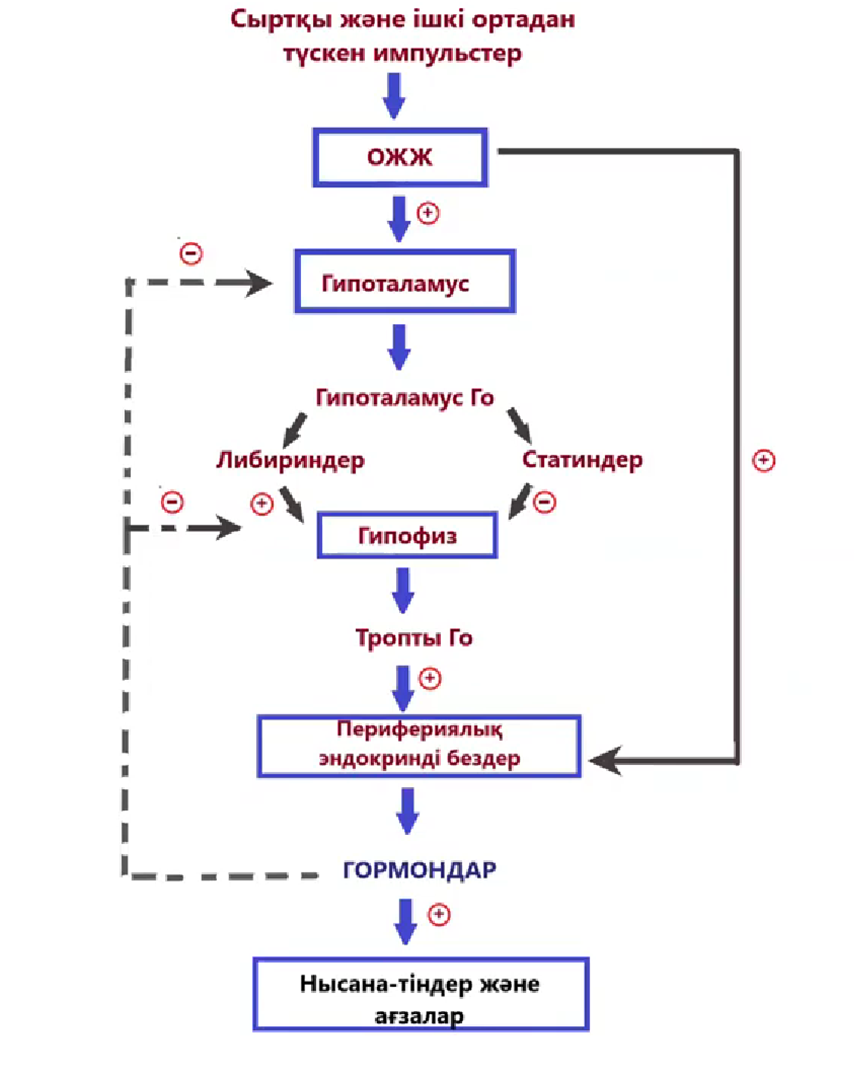 Сыртқы және ішкі ортадан
түскен импульстер
ОЖЖ
+
−
Гипоталамус
Гипоталамус Го
Либириндер
Статиндер
+
−
+
−
Гипофиз
Тропты Го
+
Перифериялық
эндокринді бездер
ГОРМОНДАР
+
Нысана-тіндер және
ағзалар